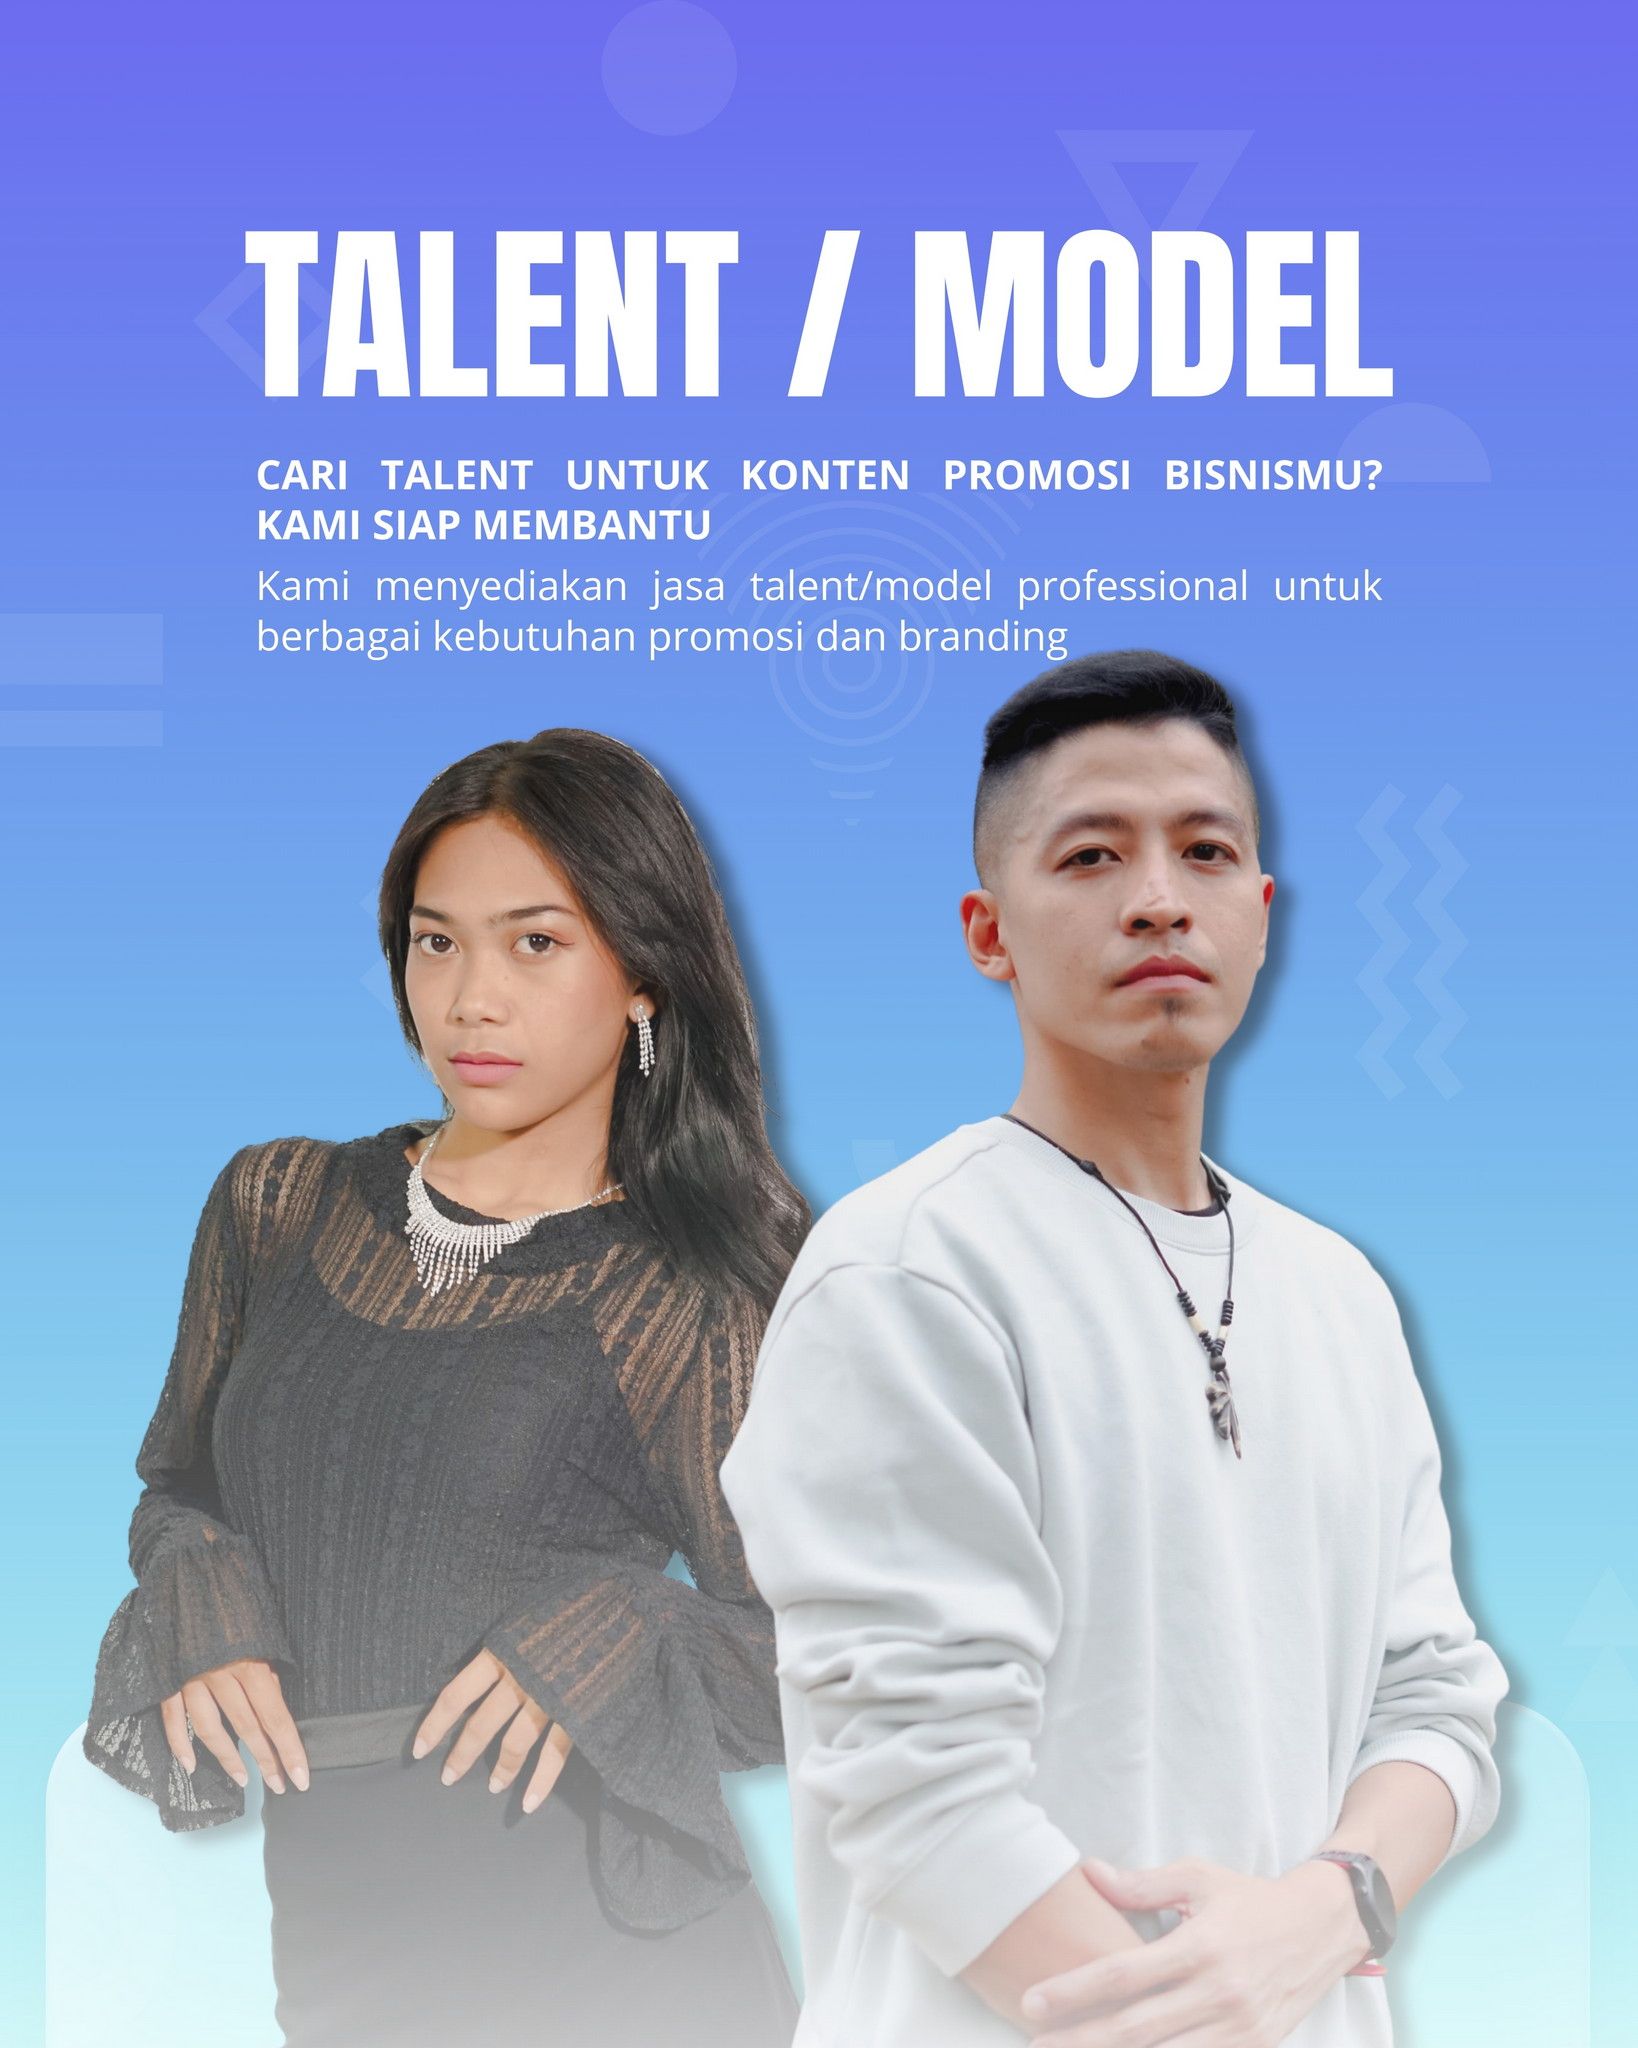 TALENT / MODEL
CARI TALENT UNTUK KONTEN PROMOSI BISNISMU?
KAMI SIAP MEMBANTU
Kami menyediakan jasa talent/model professional untuk
berbagai kebutuhan promosi dan branding